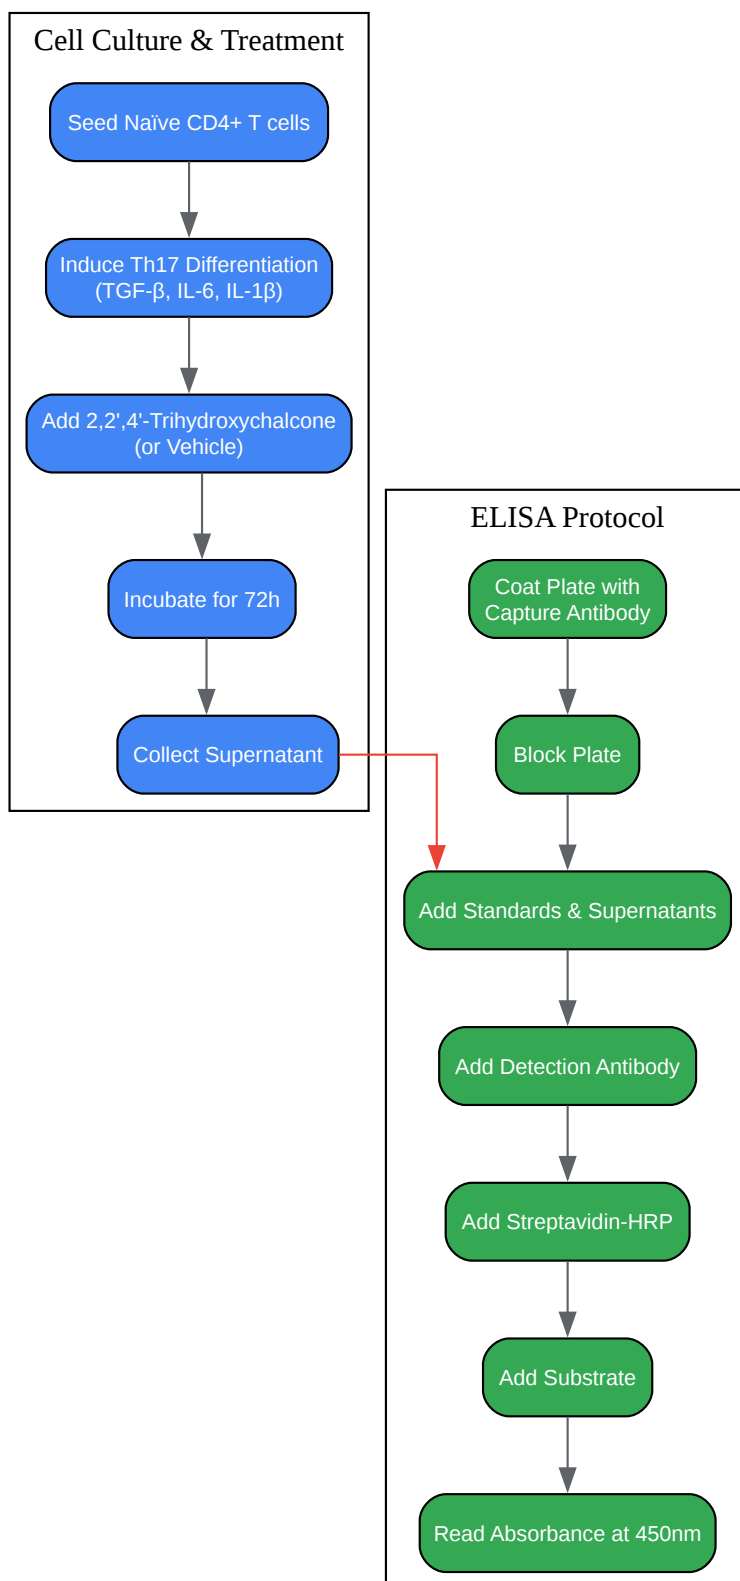 Cell Culture & Treatment
Seed Naïve CD4+ T cells
Induce Th17 Differentiation
(TGF-β, IL-6, IL-1β)
Add 2,2',4'-Trihydroxychalcone
(or Vehicle)
Incubate for 72h
Collect Supernatant
ELISA Protocol
Coat Plate with
Capture Antibody
Block Plate
Add Standards & Supernatants
Add Detection Antibody
Add Streptavidin-HRP
Add Substrate
Read Absorbance at 450nm